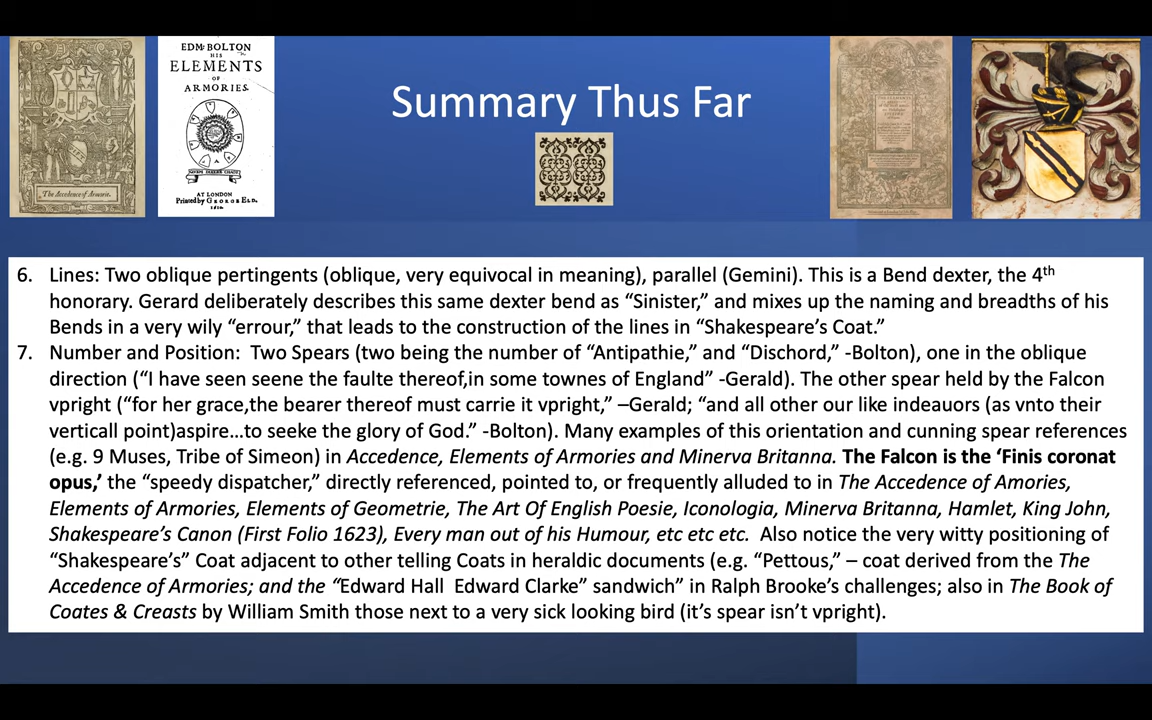 EDM: BOLTON
HIS
ELEMENTS
OF
ARMORIES.
AT LONDON
Printed by GEORGE ELD.
1610
The Accedence of Armorie.
Summary Thus Far
6. Lines: Two oblique pertingents (oblique, very equivocal in meaning), parallel (Gemini). This is a Bend dexter, the 4th
honorary. Gerard deliberately describes this same dexter bend as “Sinister,” and mixes up the naming and breadths of his
Bends in a very wily “errour,” that leads to the construction of the lines in “Shakespeare’s Coat.”
7. Number and Position: Two Spears (two being the number of “Antipathie,” and “Dischord,” -Bolton), one in the oblique
direction (“I have seen seene the faulte thereof,in some townes of England” -Gerald). The other spear held by the Falcon
vpright (“for her grace,the bearer thereof must carrie it vpright,” –Gerald; “and all other our like indeauors (as vnto their
verticall point)aspire…to seeke the glory of God.” -Bolton). Many examples of this orientation and cunning spear references
(e.g. 9 Muses, Tribe of Simeon) in Accedence, Elements of Armories and Minerva Britanna. The Falcon is the ‘Finis coronat
opus,’ the “speedy dispatcher,” directly referenced, pointed to, or frequently alluded to in The Accedence of Amories,
Elements of Armories, Elements of Geometrie, The Art Of English Poesie, Iconologia, Minerva Britanna, Hamlet, King John,
Shakespeare’s Canon (First Folio 1623), Every man out of his Humour, etc etc etc. Also notice the very witty positioning of
“Shakespeare’s” Coat adjacent to other telling Coats in heraldic documents (e.g. “Pettous,” – coat derived from the The
Accedence of Armories; and the “Edward Hall Edward Clarke” sandwich” in Ralph Brooke’s challenges; also in The Book of
Coates & Creasts by William Smith those next to a very sick looking bird (it’s spear isn’t vpright).